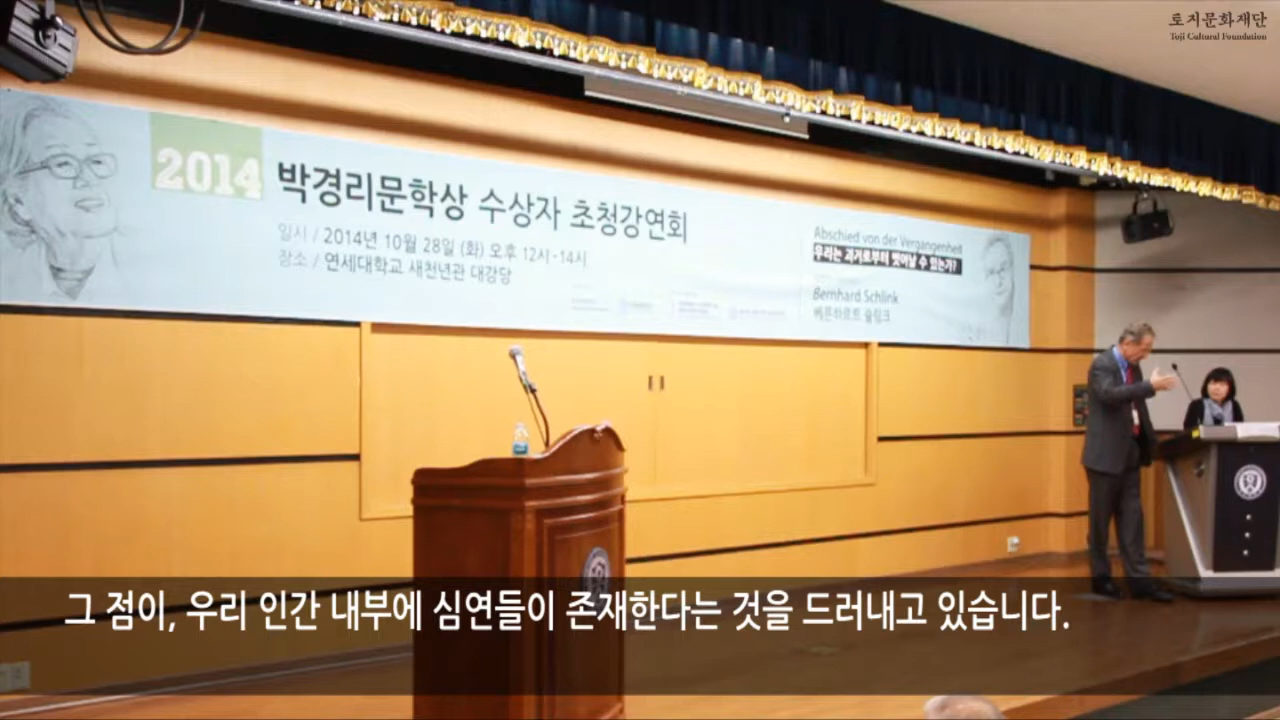 토지문화재단
Toji Cultural Foundation
2014 박경리문학상 수상자 초청강연회
일시 / 2014년 10월 28일 (화) 오후 12시-14시
장소 / 연세대학교 새천년관 대강당
Abschied von der Vergangenheit
우리는 과거로부터 벗어날 수 있는가?
Bernhard Schlink
베른하르트 슐링크
그 점이, 우리 인간 내부에 심연들이 존재한다는 것을 드러내고 있습니다.